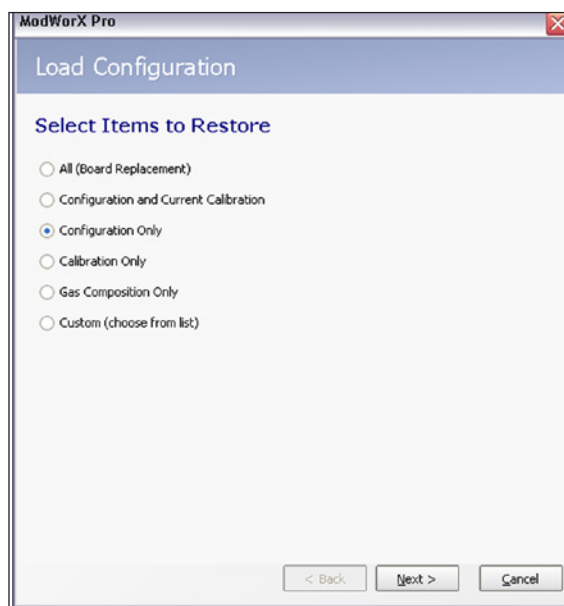 ModWorX Pro
Load Configuration
Select Items to Restore
All (Board Replacement)
Configuration and Current Calibration
Configuration Only
Calibration Only
Gas Composition Only
Custom (choose from list)
< Back Next > Cancel